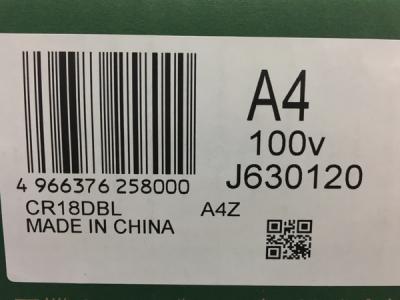 A4
100v
J630120
4 966376 258000
CR18DBL A4Z
MADE IN CHINA